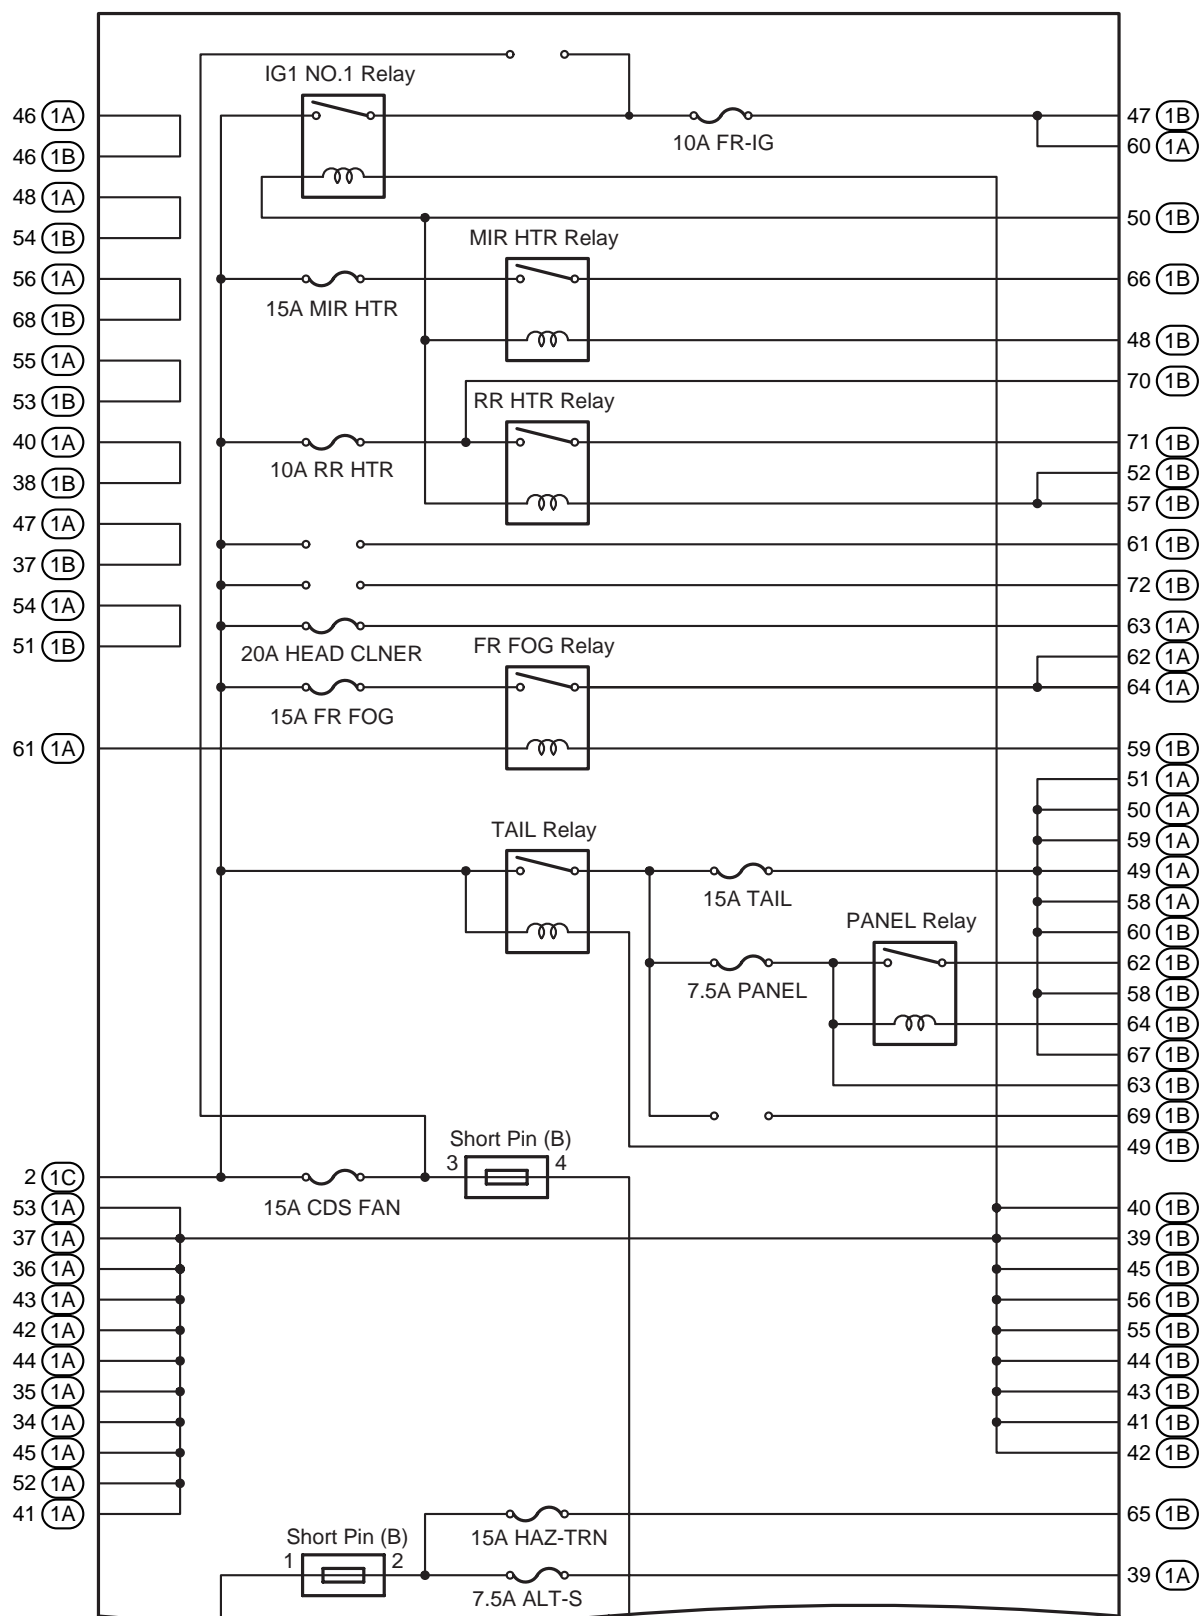 IG1 NO.1 Relay
46 1A
47 1B
10A FR-IG
60 1A
46 1B
48 1A
50 1B
54 1B
MIR HTR Relay
56 1A
66 1B
15A MIR HTR
68 1B
48 1B
55 1A
70 1B
53 1B
RR HTR Relay
40 1A
71 1B
10A RR HTR
52 1B
38 1B
57 1B
47 1A
61 1B
37 1B
72 1B
54 1A
63 1A
51 1B
20A HEAD CLNER
FR FOG Relay
62 1A
64 1A
15A FR FOG
61 1A
59 1B
51 1A
50 1A
TAIL Relay
59 1A
49 1A
15A TAIL
58 1A
PANEL Relay
60 1B
62 1B
7.5A PANEL
58 1B
64 1B
67 1B
63 1B
69 1B
Short Pin (B)
49 1B
3 4
2 1C
15A CDS FAN
53 1A
40 1B
37 1A
39 1B
36 1A
45 1B
43 1A
56 1B
42 1A
55 1B
44 1A
44 1B
35 1A
43 1B
34 1A
41 1B
45 1A
42 1B
52 1A
41 1A
65 1B
15A HAZ-TRN
Short Pin (B)
1 2
39 1A
7.5A ALT-S